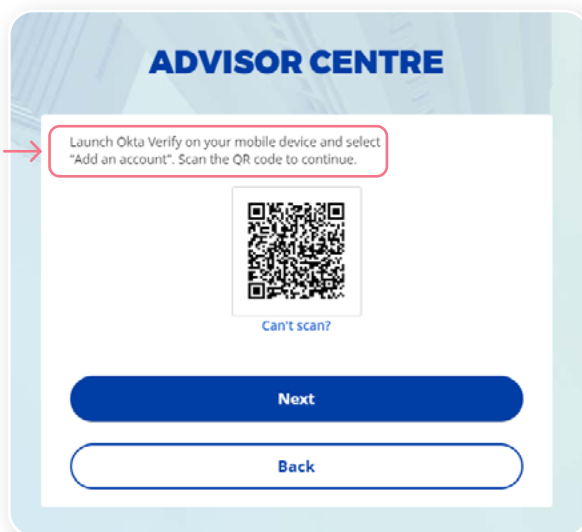 ADVISOR CENTRE
Launch Okta Verify on your mobile device and select
"Add an account". Scan the QR code to continue.
Can't scan?
Next
Back